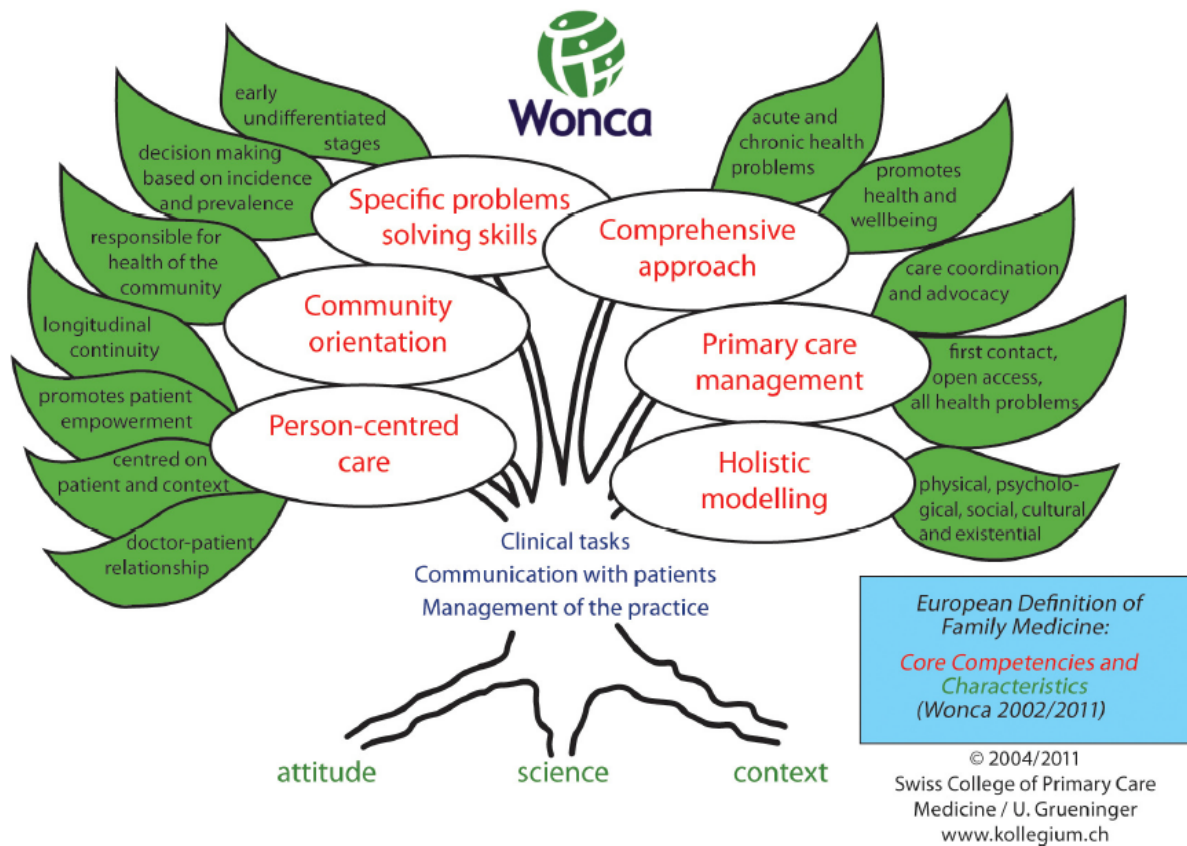 Wonca
early
undifferentiated
stages
decision making
based on incidence
and prevalence
responsible for
health of the
community
longitudinal
continuity
promotes patient
empowerment
centred on
patient and context
doctor-patient
relationship
Specific problems
solving skills
Community
orientation
Person-centred
care
Comprehensive
approach
Primary care
management
Holistic
modelling
acute and
chronic health
problems
promotes
health and
wellbeing
care coordination
and advocacy
first contact,
open access,
all health problems
physical, psycholo-
gical, social, cultural
and existential
Clinical tasks
Communication with patients
Management of the practice
attitude
science
context
European Definition of
Family Medicine:
Core Competencies and
Characteristics
(Wonca 2002/2011)
© 2004/2011
Swiss College of Primary Care
Medicine / U. Grueninger
www.kollegium.ch